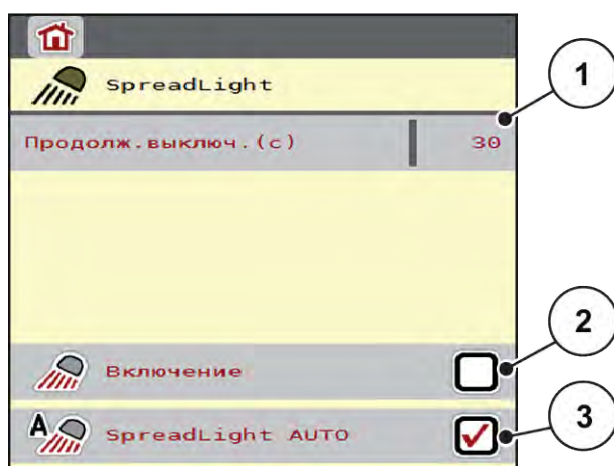 SpreadLight
1
Продолж.выключ.(с) 30
2
Включение
3
A
SpreadLight AUTO